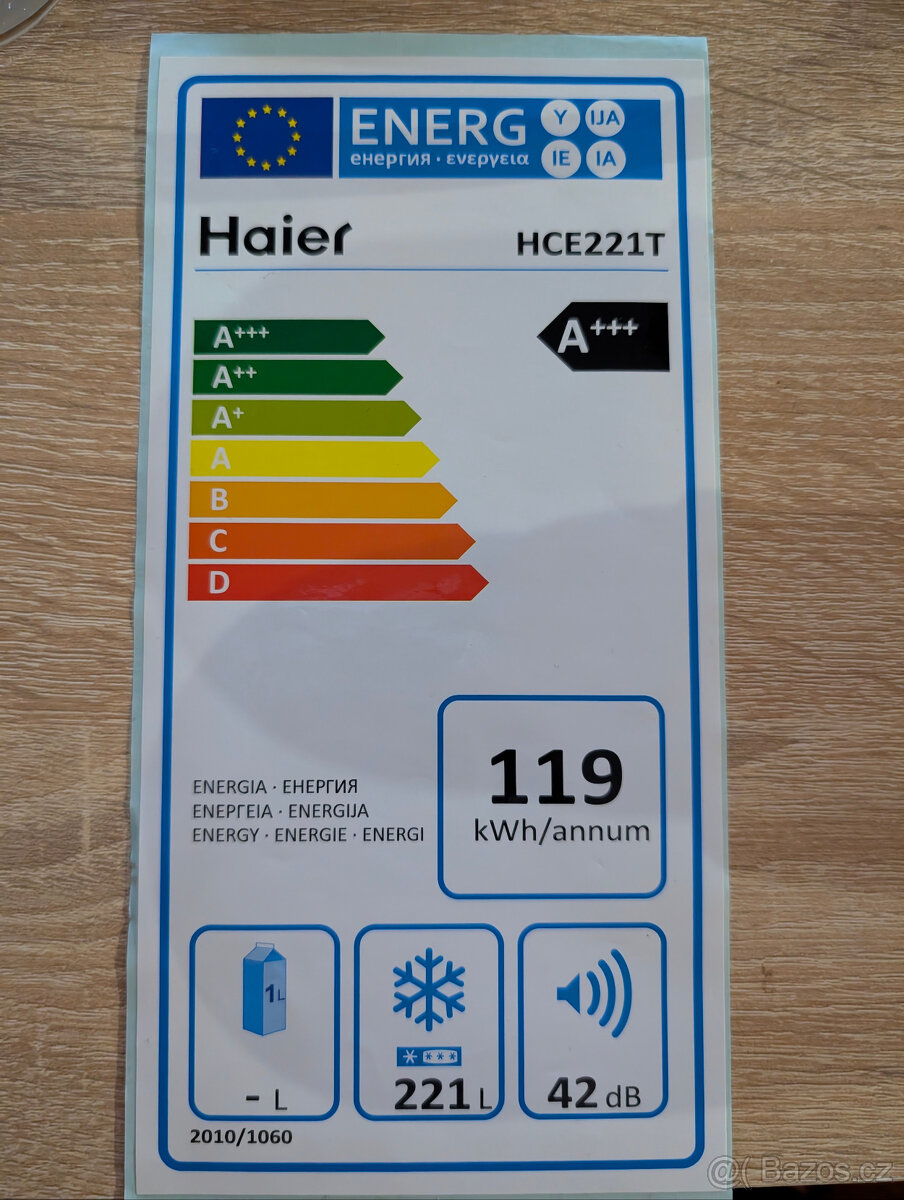 ENERG Y IJA
енергия · ενεργεια IE IA
Haier HCE221T
A+++ A+++
A++
A+
A
B
C
D
119
kWh/annum
ENERGIA · ЕНЕРГИЯ
ΕΝΕΡΓΕΙΑ · ENERGIJA
ENERGY · ENERGIE · ENERGI
1L
- L
221 L
42 dB
2010/1060
@( Bazos.cz